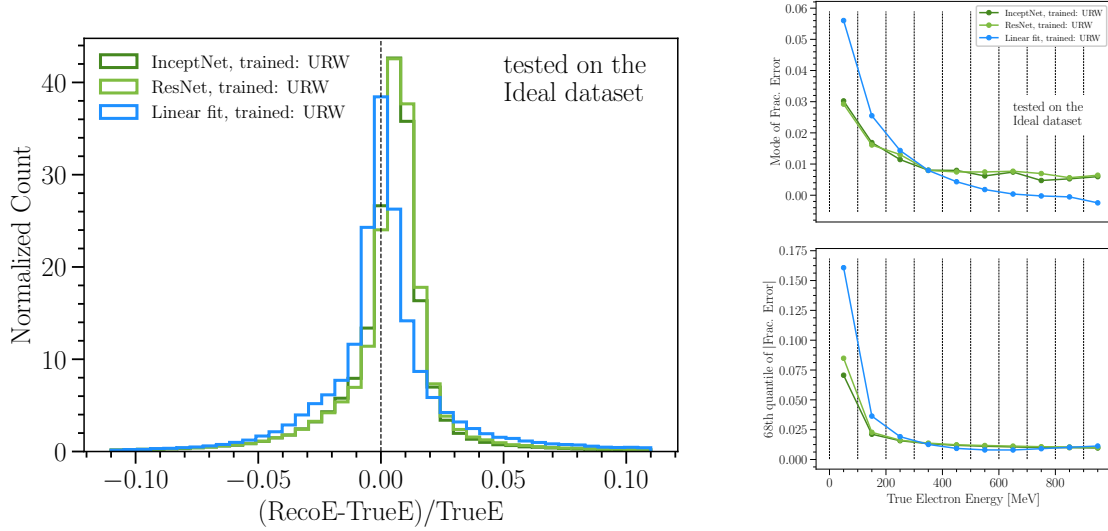 InceptNet, trained: URW
ResNet, trained: URW
Linear fit, trained: URW
tested on the
Ideal dataset
Normalized Count
0
10
20
30
40
−0.10
−0.05
0.00
0.05
0.10
(RecoE-TrueE)/TrueE
InceptNet, trained: URW
ResNet, trained: URW
Linear fit, trained: URW
tested on the
Ideal dataset
Mode of Frac. Error
0.06
0.05
0.04
0.03
0.02
0.01
0.00
68th quantile of |Frac. Error|
0.175
0.150
0.125
0.100
0.075
0.050
0.025
0.000
0
200
400
600
800
True Electron Energy [MeV]